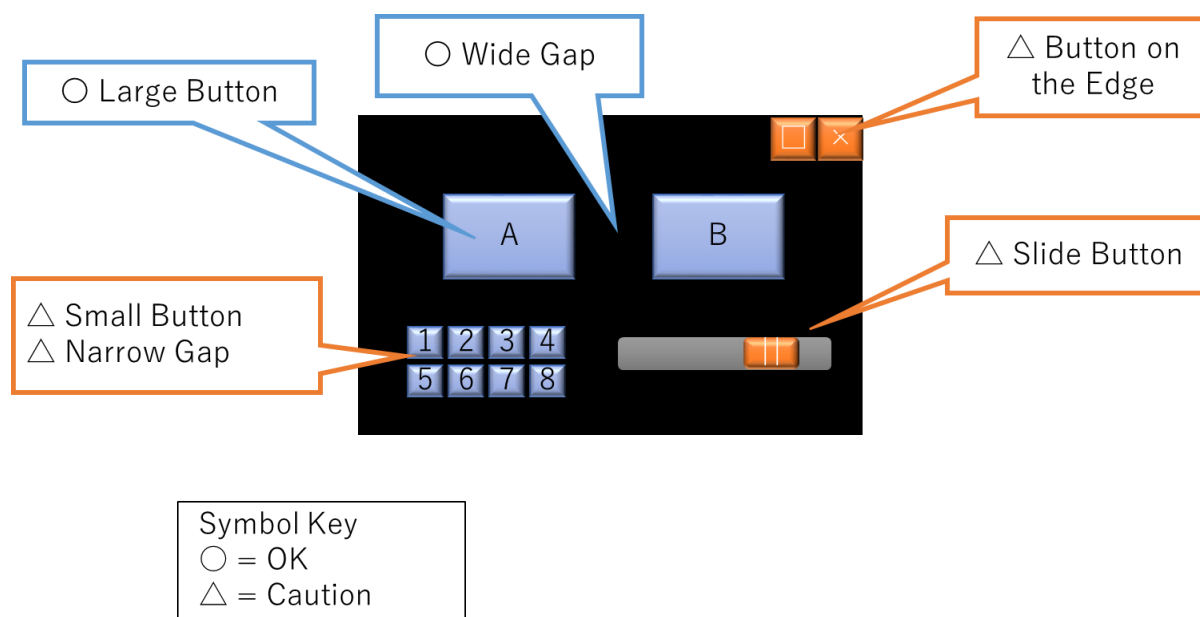 ○ Wide Gap
△ Button on
the Edge
○ Large Button
A
B
△ Slide Button
△ Small Button
△ Narrow Gap
1 2 3 4
5 6 7 8
Symbol Key
○ = OK
△ = Caution